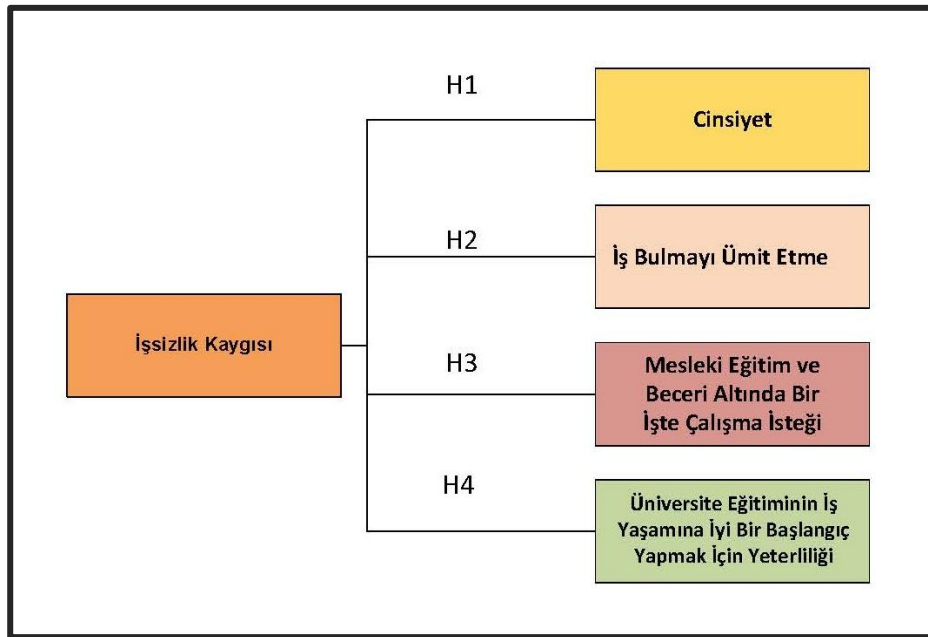 H1
Cinsiyet
H2
İş Bulmayı Ümit Etme
İşsizlik Kaygısı
H3
Mesleki Eğitim ve
Beceri Altında Bir
İşte Çalışma İsteği
H4
Üniversite Eğitiminin İş
Yaşamına İyi Bir Başlangıç
Yapmak İçin Yeterliliği